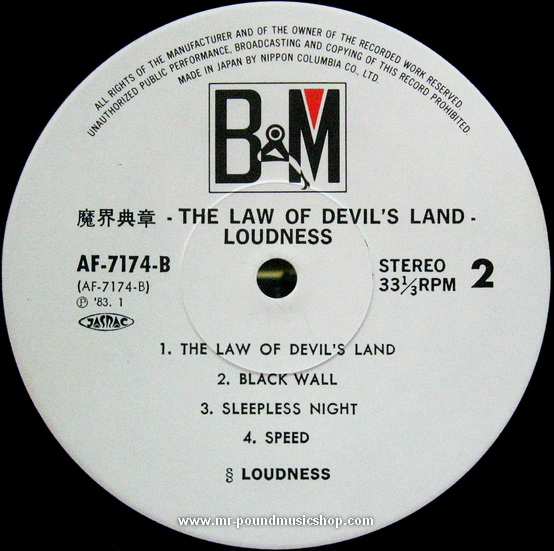 ALL RIGHTS OF THE MANUFACTURER AND OF THE OWNER OF THE RECORDED WORK RESERVED.
UNAUTHORIZED PUBLIC PERFORMANCE, BROADCASTING AND COPYING OF THIS RECORD PROHIBITED.
MADE IN JAPAN BY NIPPON COLUMBIA CO., LTD
B&M
魔界典章 - THE LAW OF DEVIL'S LAND -
LOUDNESS
AF-7174-B
(AF-7174-B)
Ⓟ '83. 1
JASRAC
STEREO
33⅓RPM
2
1. THE LAW OF DEVIL'S LAND
2. BLACK WALL
3. SLEEPLESS NIGHT
4. SPEED
§ LOUDNESS
www.mr-poundmusicshop.com